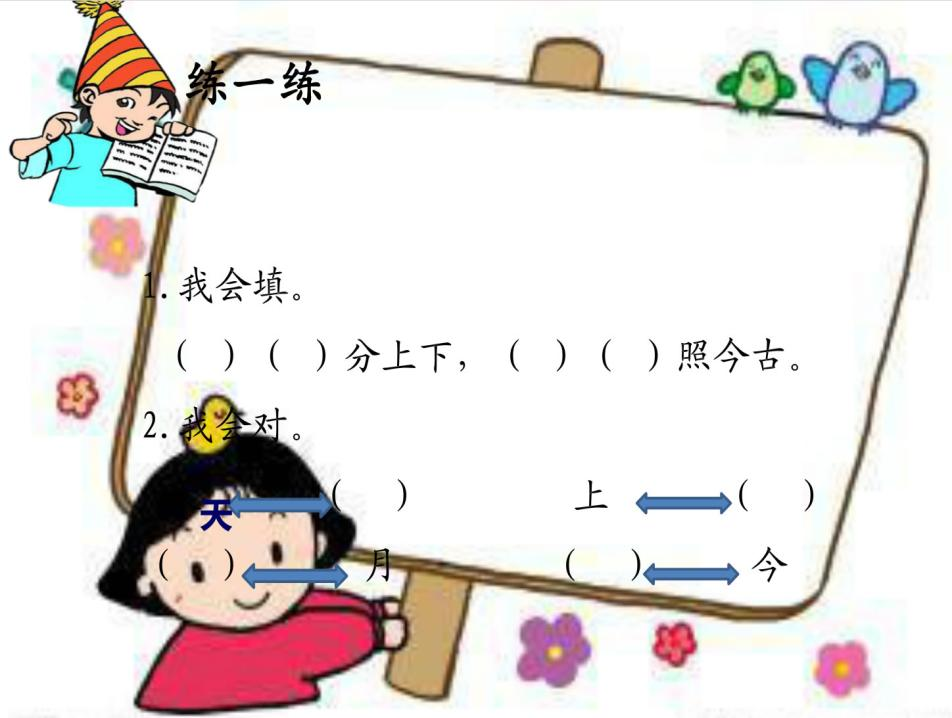 练一练
1.我会填。
( )( )分上下，( )( )照今古。
2.我会对。
天 ( ) 上 ( )
( ) 月 ( ) 今